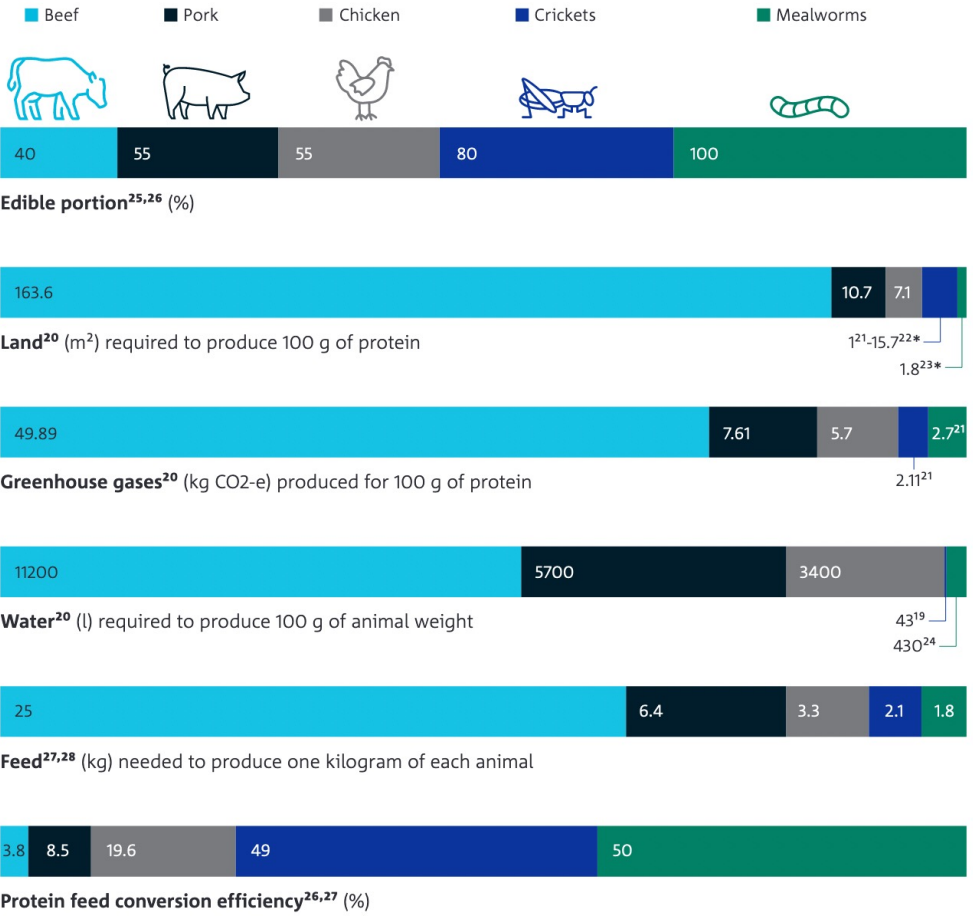 Beef Pork Chicken Crickets Mealworms
40 55 55 80 100
Edible portion²⁵,²⁶ (%)
163.6 10.7 7.1
Land²⁰ (m²) required to produce 100 g of protein
1²¹-15.7²²*
1.8²³*
49.89 7.61 5.7 2.7²¹
Greenhouse gases²⁰ (kg CO2-e) produced for 100 g of protein
2.11²¹
11200 5700 3400
Water²⁰ (l) required to produce 100 g of animal weight
43¹⁹
430²⁴
25 6.4 3.3 2.1 1.8
Feed²⁷,²⁸ (kg) needed to produce one kilogram of each animal
3.8 8.5 19.6 49 50
Protein feed conversion efficiency²⁶,²⁷ (%)